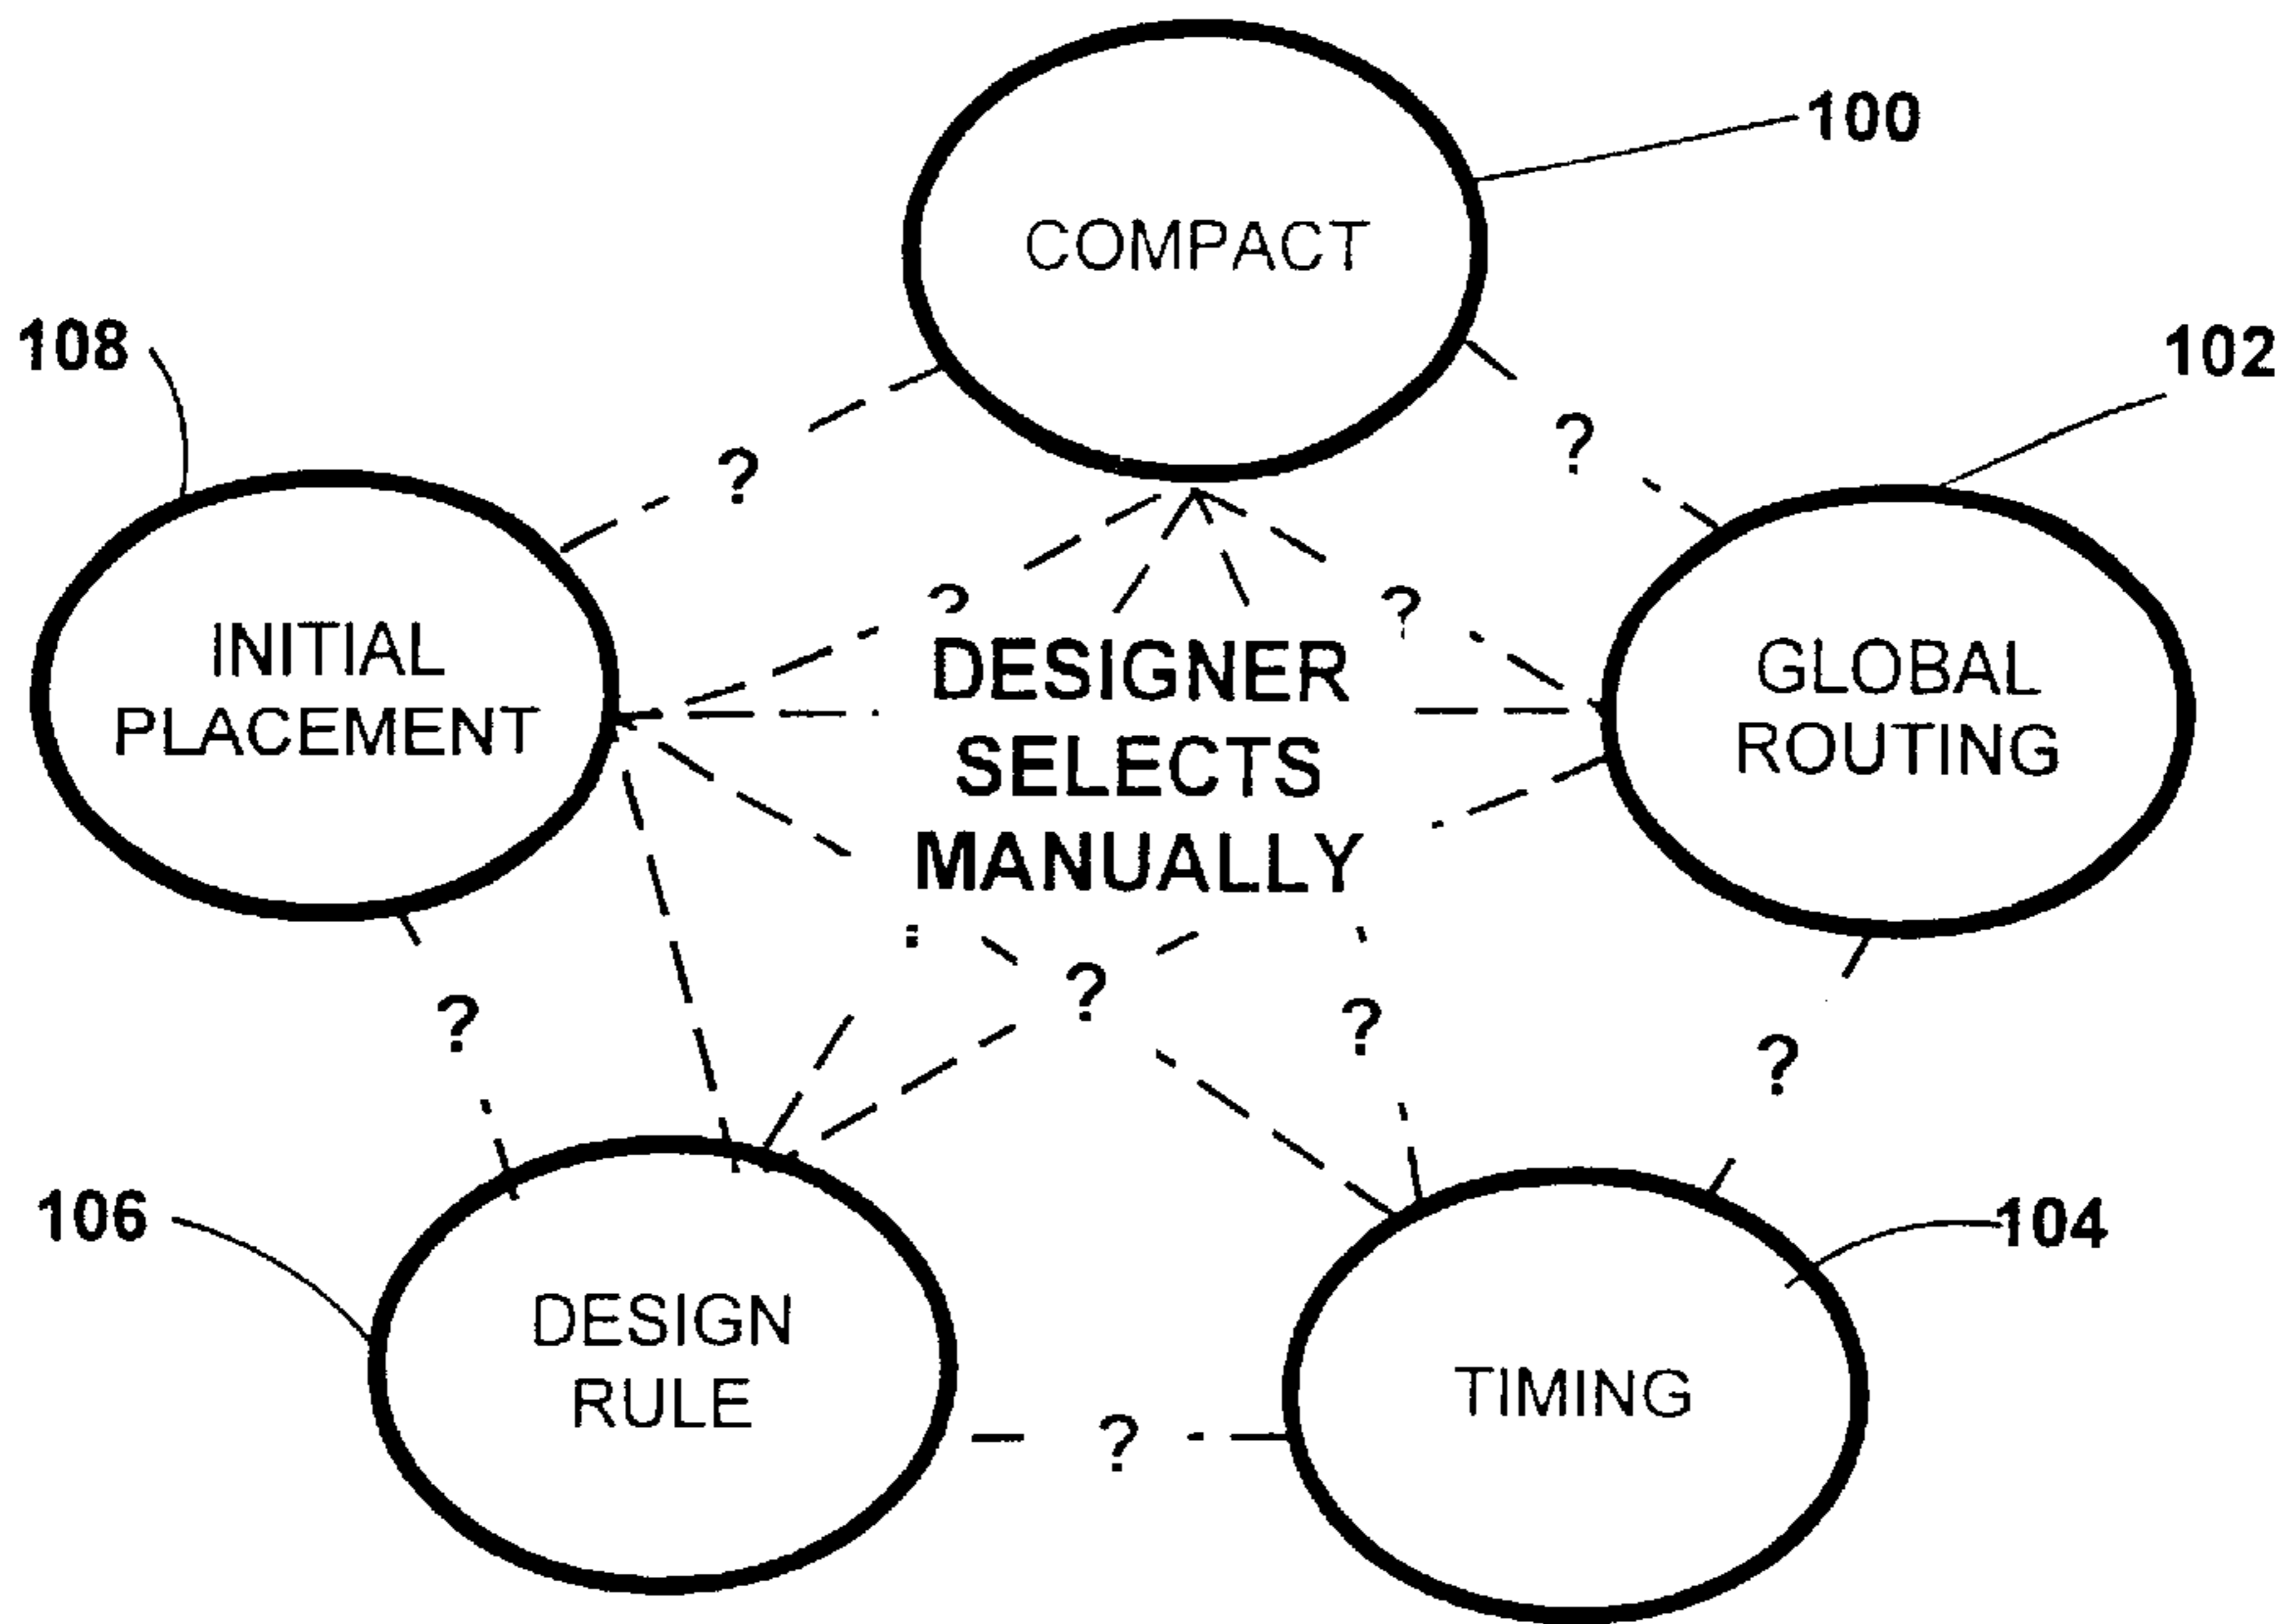 COMPACT
100
108
102
?
?
INITIAL
PLACEMENT
?
?
DESIGNER
SELECTS
MANUALLY
GLOBAL
ROUTING
?
?
?
?
106
104
DESIGN
RULE
TIMING
?